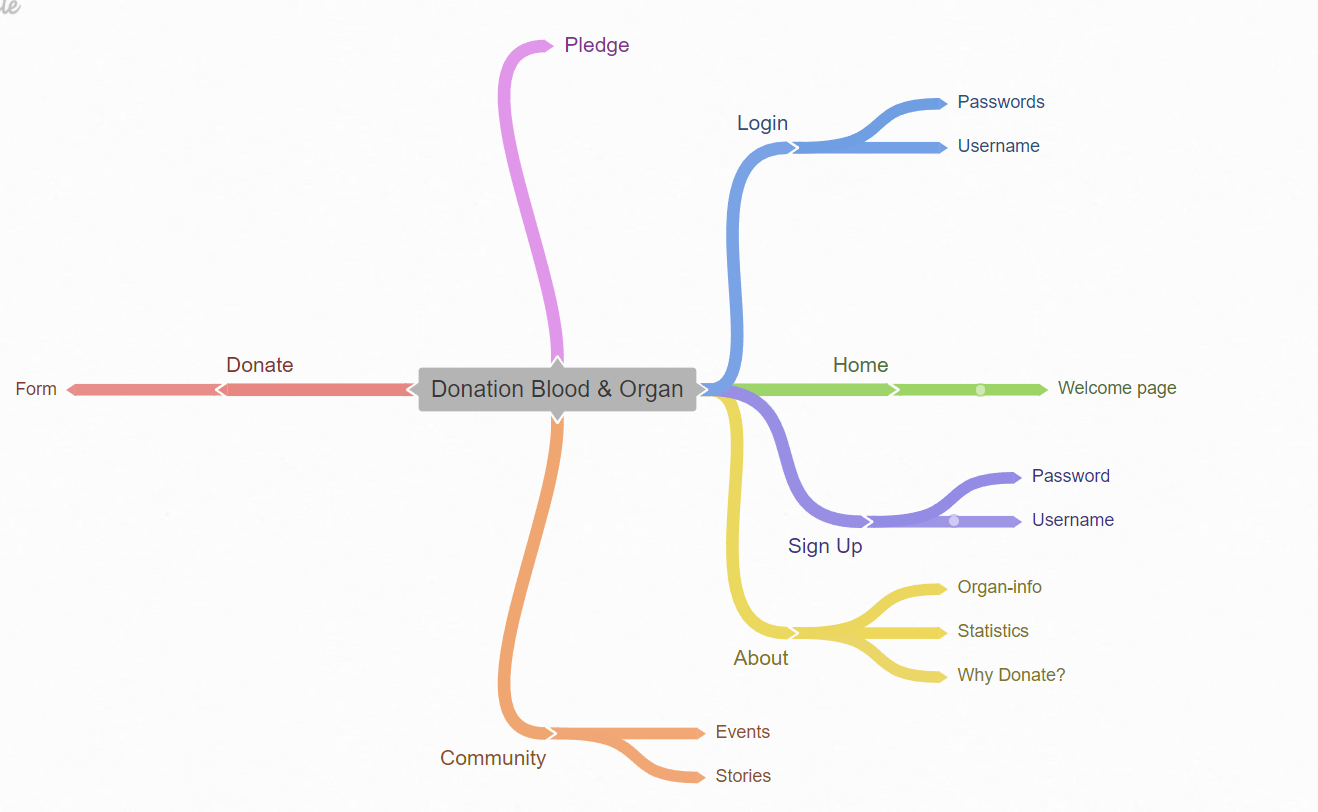 Pledge
Login
Passwords
Username
Donate
Form
Donation Blood & Organ
Home
Welcome page
Sign Up
Password
Username
About
Organ-info
Statistics
Why Donate?
Community
Events
Stories